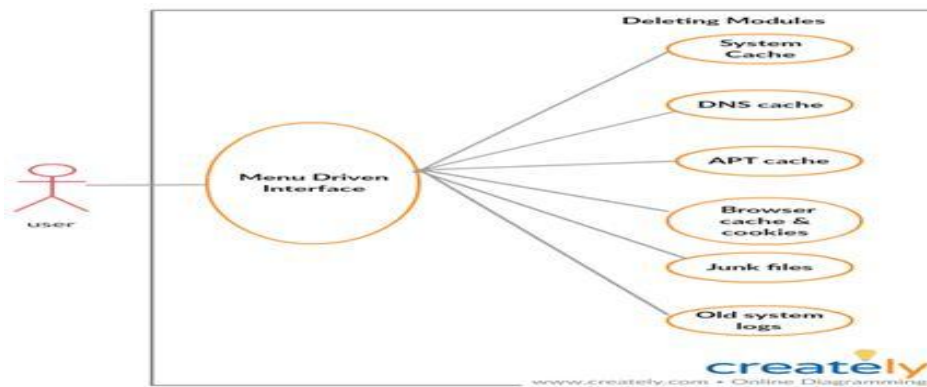 Deleting Modules
System
Cache
DNS cache
APT cache
Browser
cache &
cookies
Junk files
Old system
logs
Menu Driven
Interface
user
creately
www.creately.com • Online Diagramming